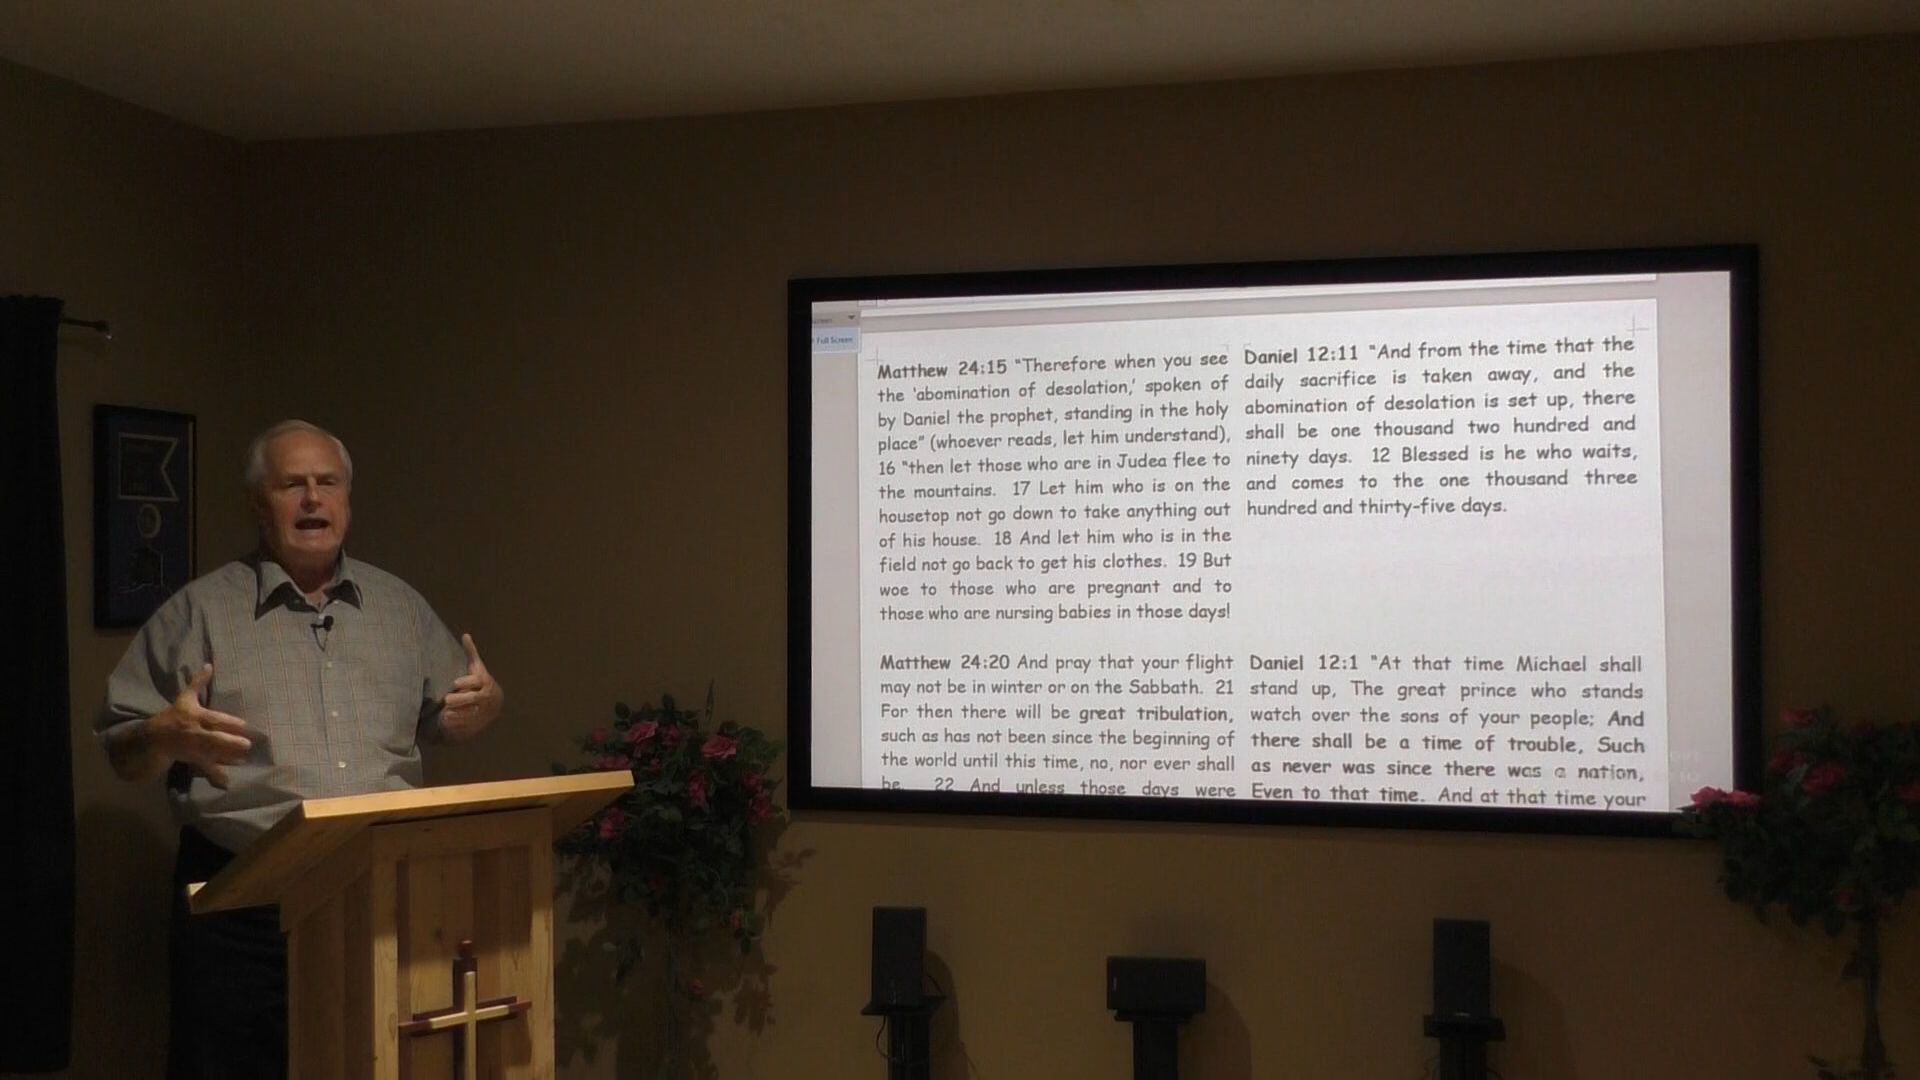 Full Screen
Matthew 24:15 "Therefore when you see
the 'abomination of desolation,' spoken of
by Daniel the prophet, standing in the holy
place" (whoever reads, let him understand),
16 "then let those who are in Judea flee to
the mountains. 17 Let him who is on the
housetop not go down to take anything out
of his house. 18 And let him who is in the
field not go back to get his clothes. 19 But
woe to those who are pregnant and to
those who are nursing babies in those days!
Daniel 12:11 "And from the time that the
daily sacrifice is taken away, and the
abomination of desolation is set up, there
shall be one thousand two hundred and
ninety days. 12 Blessed is he who waits,
and comes to the one thousand three
hundred and thirty-five days.
Matthew 24:20 And pray that your flight
may not be in winter or on the Sabbath. 21
For then there will be great tribulation,
such as has not been since the beginning of
the world until this time, no, nor ever shall
be. 22 And unless those days were
Daniel 12:1 "At that time Michael shall
stand up, The great prince who stands
watch over the sons of your people; And
there shall be a time of trouble, Such
as never was since there was a nation,
Even to that time. And at that time your